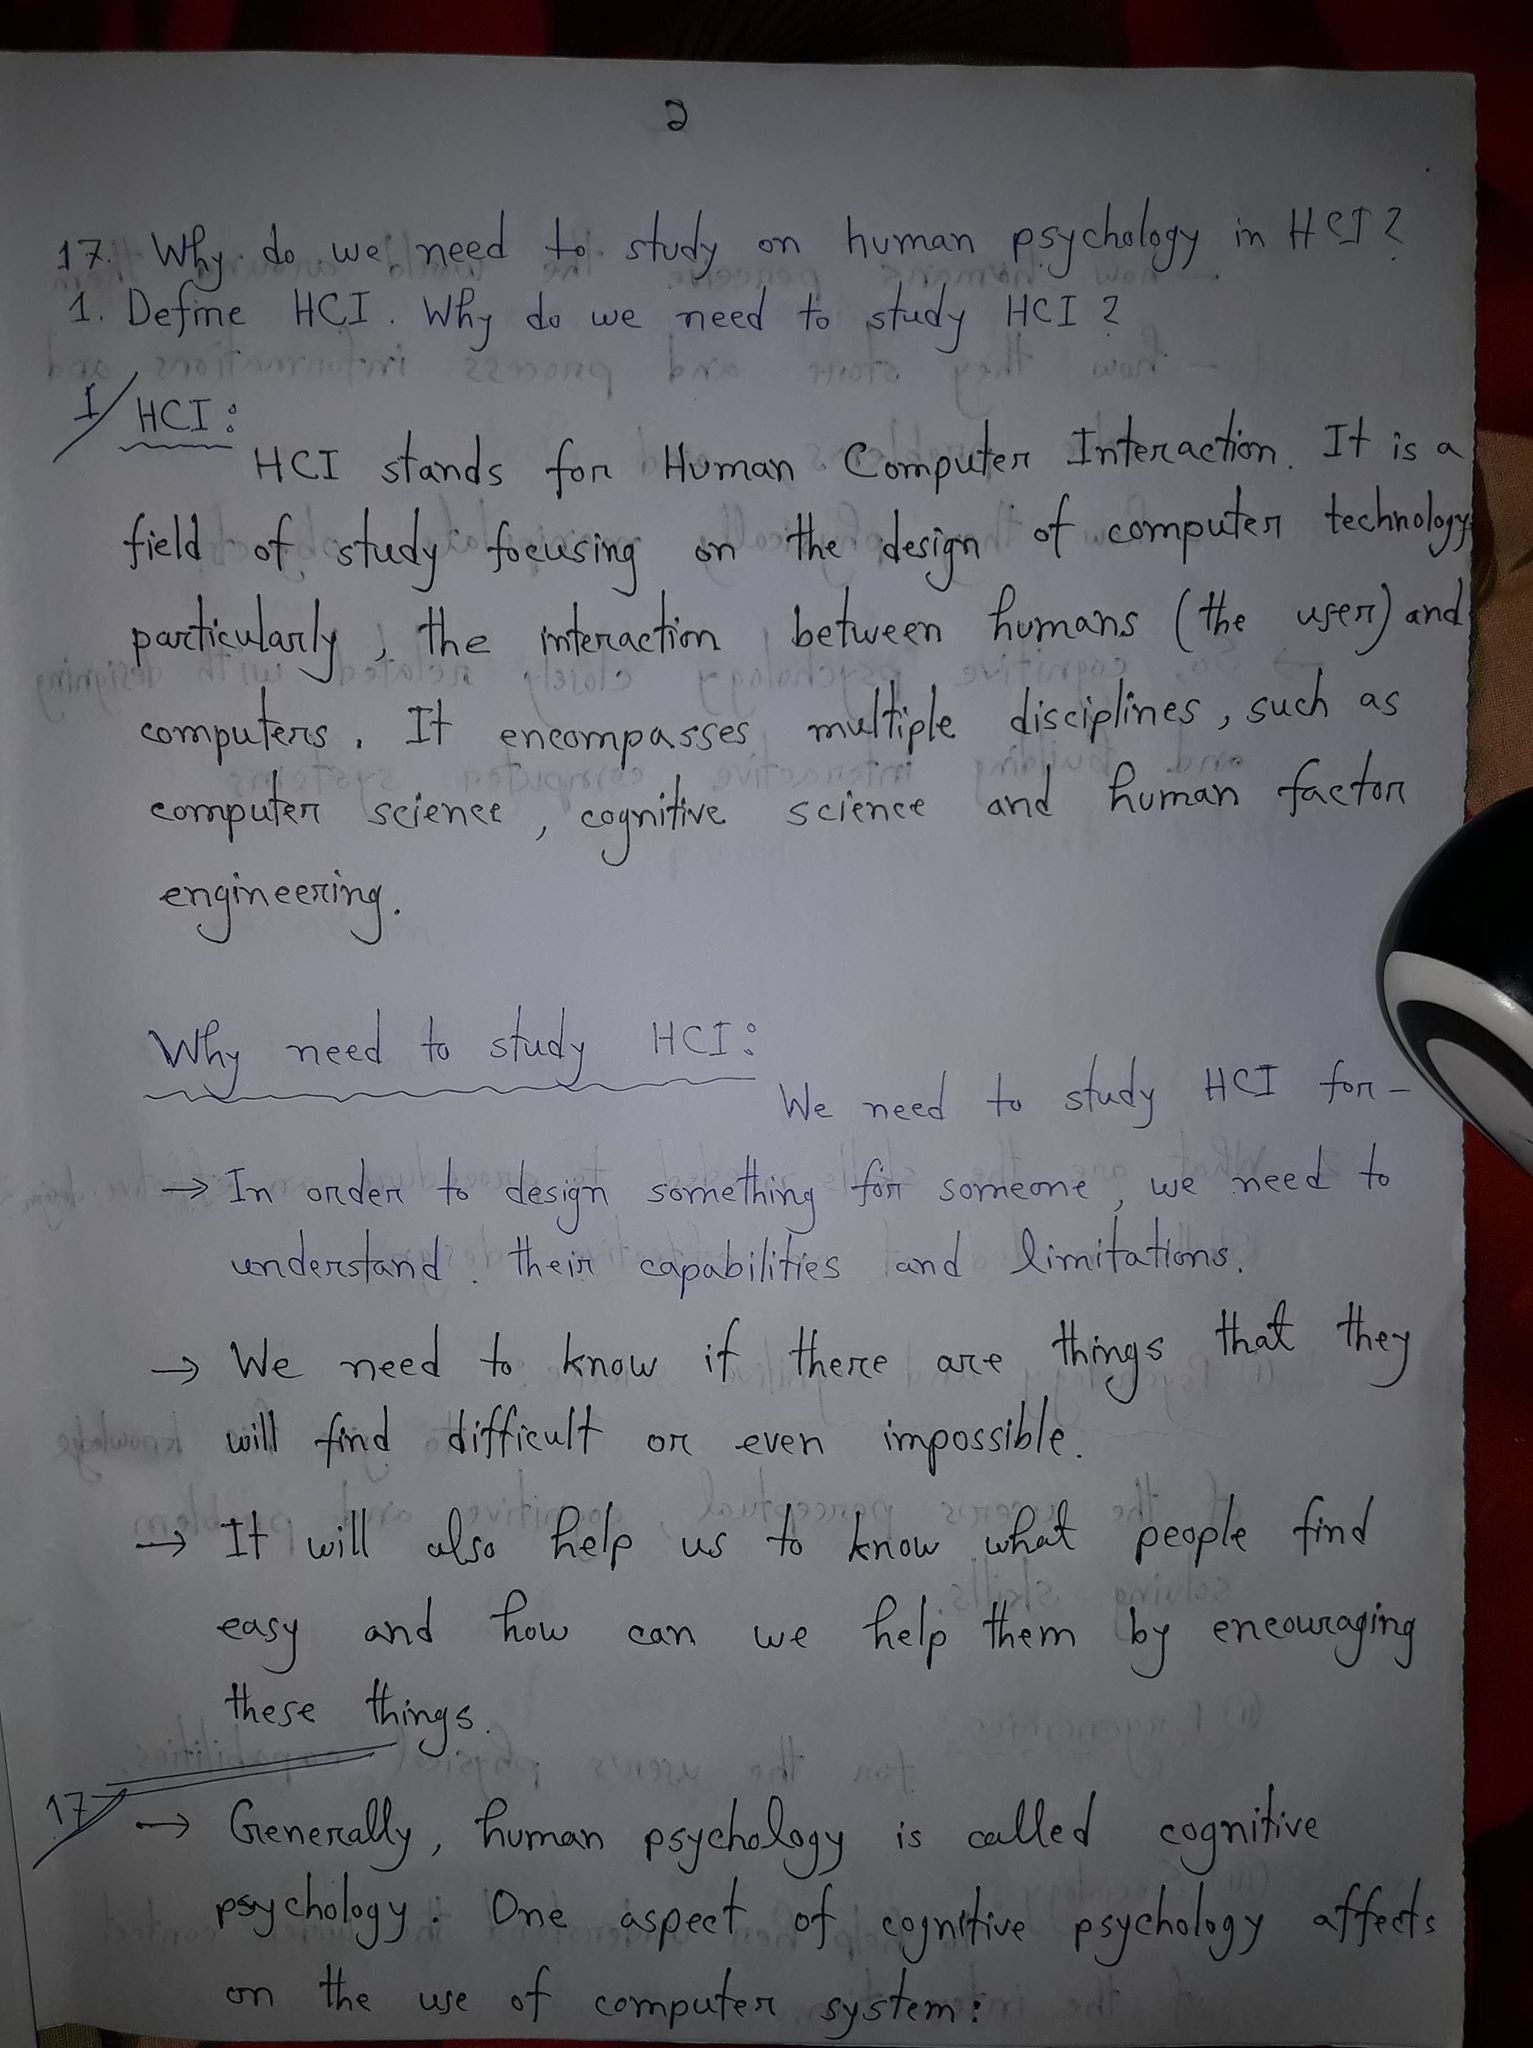 2
17. Why do we need to study on human psychology in HCI?
1. Define HCI. Why do we need to study HCI?
1/ HCI:
HCI stands for Human Computer Interaction. It is a
field of study focusing on the design of computer technology
particularly, the interaction between humans (the user) and
computers. It encompasses multiple disciplines, such as
computer science, cognitive science and human factor
engineering.
Why need to study HCI:
We need to study HCI for-
→ In order to design something for someone, we need to
understand their capabilities and limitations.
→ We need to know if there are things that they
will find difficult or even impossible.
→ It will also help us to know what people find
easy and how can we help them by encouraging
these things.
17/ → Generally, human psychology is called cognitive
psychology. One aspect of cognitive psychology affects
on the use of computer system: